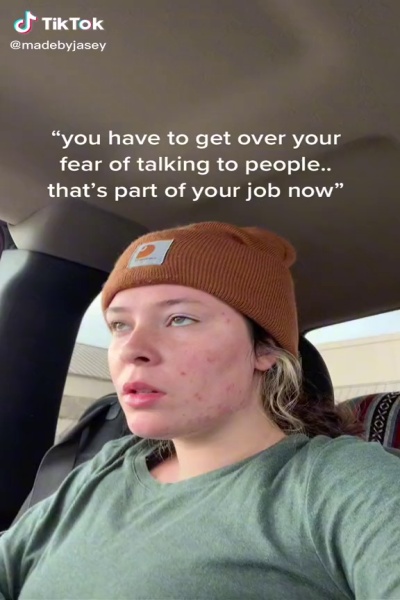 TikTok
@madebyjasey
“you have to get over your
fear of talking to people..
that’s part of your job now”